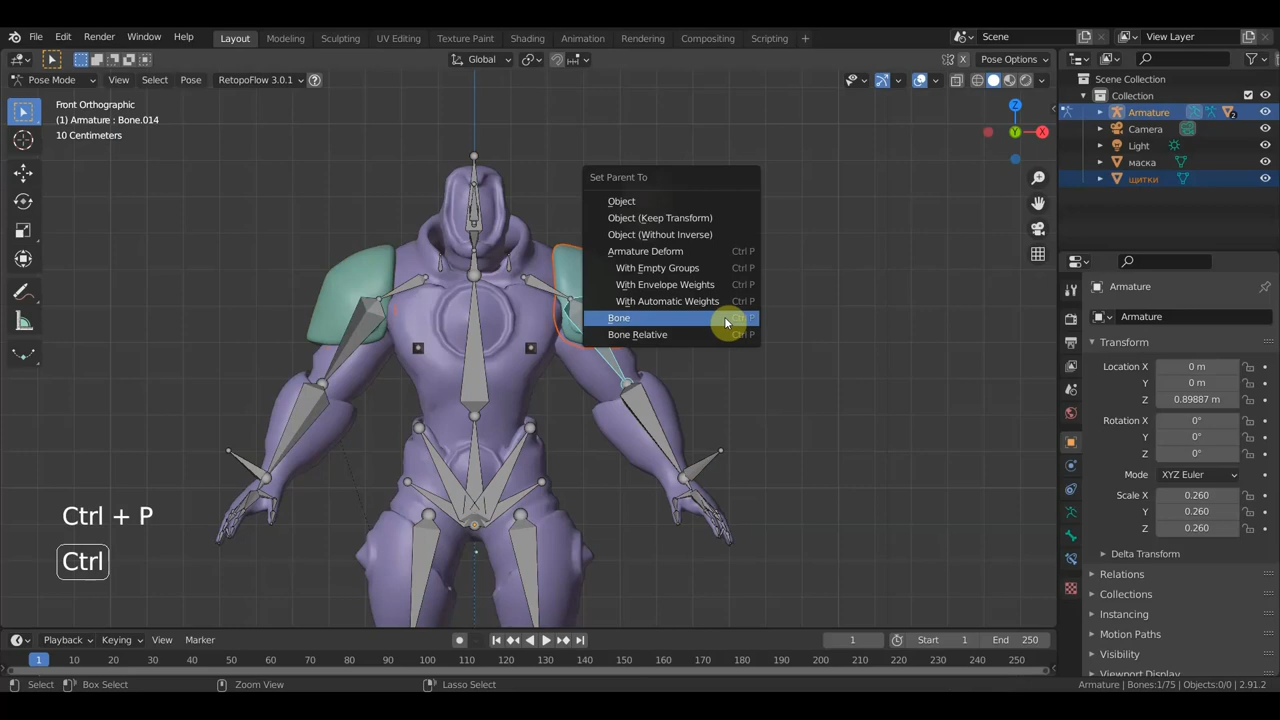 File Edit Render Window Help
Layout Modeling Sculpting UV Editing Texture Paint Shading Animation Rendering Compositing Scripting +
Scene View Layer
Global Pose Options
Pose Mode View Select Pose RetopoFlow 3.0.1 ?
Front Orthographic
(1) Armature : Bone.014
10 Centimeters
Z
Y
X
Set Parent To
Object
Object (Keep Transform)
Object (Without Inverse)
Armature Deform Ctrl P
With Empty Groups Ctrl P
With Envelope Weights Ctrl P
With Automatic Weights Ctrl P
Bone Ctrl P
Bone Relative Ctrl P
Ctrl + P
Ctrl
Scene Collection
Collection
Armature 2
Camera
Light
маска
щитки
Armature
Armature
Transform
Location X 0 m
Y 0 m
Z 0.89887 m
Rotation X 0°
Y 0°
Z 0°
Mode XYZ Euler
Scale X 0.260
Y 0.260
Z 0.260
Delta Transform
Relations
Collections
Instancing
Motion Paths
Visibility
Viewport Display
Playback Keying View Marker
1 Start 1 End 250
1 10 20 30 40 50 60 70 80 90 100 110 120 130 140 150 160 170 180 190 200 210 220 230 240 250
Select Box Select Zoom View Lasso Select Armature | Bones:1/75 | Objects:0/0 | 2.91.2